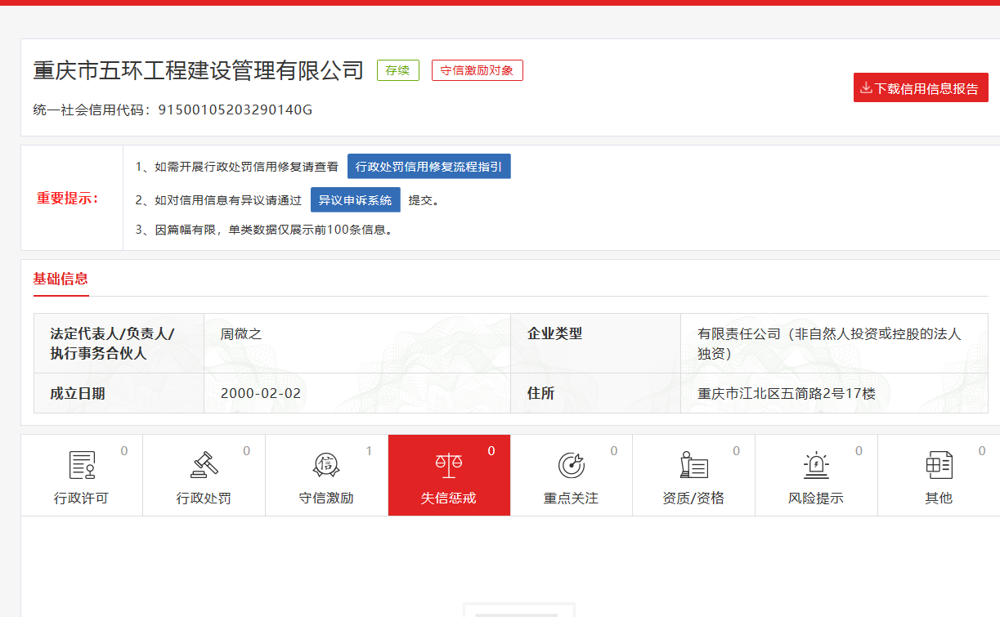 重庆市五环工程建设管理有限公司 存续 守信激励对象
下载信用信息报告
统一社会信用代码：91500105203290140G
重要提示：
1、如需开展行政处罚信用修复请查看 行政处罚信用修复流程指引
2、如对信用信息有异议请通过 异议申诉系统 提交。
3、因篇幅有限，单类数据仅展示前100条信息。
基础信息
法定代表人/负责人/
执行事务合伙人
周微之
企业类型
有限责任公司（非自然人投资或控股的法人
独资）
成立日期
2000-02-02
住所
重庆市江北区五简路2号17楼
0
行政许可
0
行政处罚
信
1
守信激励
0
失信惩戒
0
重点关注
0
资质/资格
0
风险提示
0
其他